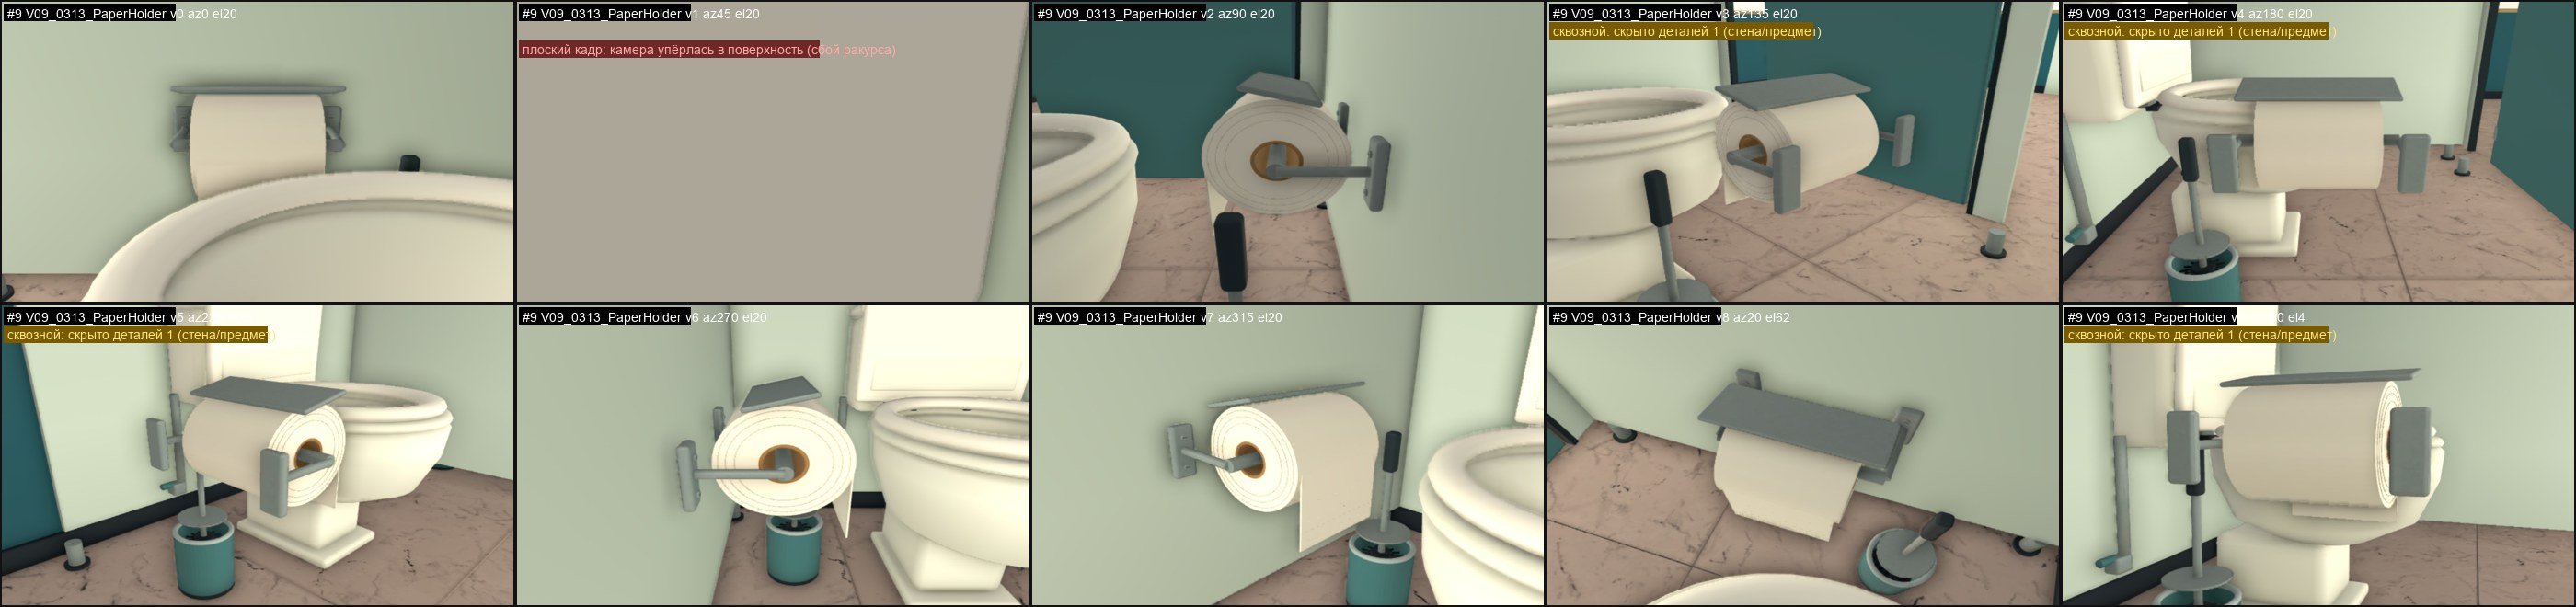 #9 V09_0313_PaperHolder v0 az0 el20
#9 V09_0313_PaperHolder v1 az45 el20
плоский кадр: камера упёрлась в поверхность (сбой ракурса)
#9 V09_0313_PaperHolder v2 az90 el20
#9 V09_0313_PaperHolder v3 az135 el20
сквозной: скрыто деталей 1 (стена/предмет)
#9 V09_0313_PaperHolder v4 az180 el20
сквозной: скрыто деталей 1 (стена/предмет)
#9 V09_0313_PaperHolder v5
сквозной: скрыто деталей 1 (стена/предмет)
#9 V09_0313_PaperHolder v6 az270 el20
#9 V09_0313_PaperHolder v7 az315 el20
#9 V09_0313_PaperHolder v8 az20 el62
#9 V09_0313_PaperHolder el4
сквозной: скрыто деталей 1 (стена/предмет)